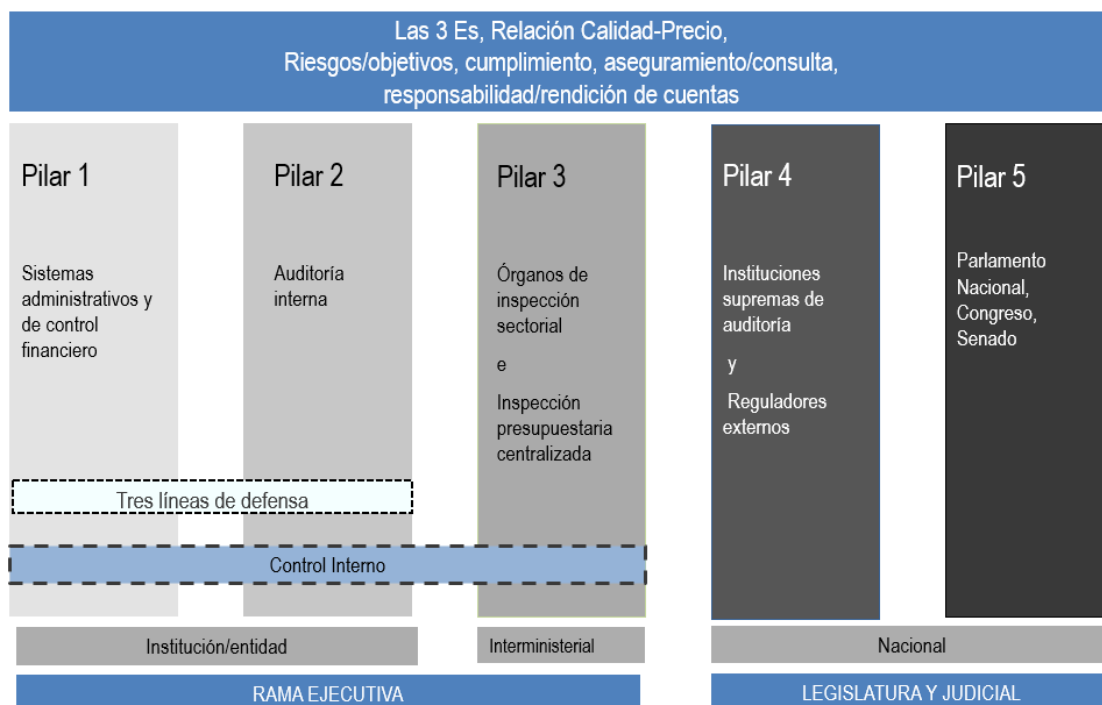 Las 3 Es, Relación Calidad-Precio,
Riesgos/objetivos, cumplimiento, aseguramiento/consulta,
responsabilidad/rendición de cuentas
Pilar 1
Sistemas
administrativos y
de control
financiero
Pilar 2
Auditoría
interna
Pilar 3
Órganos de
inspección
sectorial
e
Inspección
presupuestaria
centralizada
Pilar 4
Instituciones
supremas de
auditoría
y
Reguladores
externos
Pilar 5
Parlamento
Nacional,
Congreso,
Senado
Tres líneas de defensa
Control Interno
Institución/entidad
Interministerial
Nacional
RAMA EJECUTIVA
LEGISLATURA Y JUDICIAL